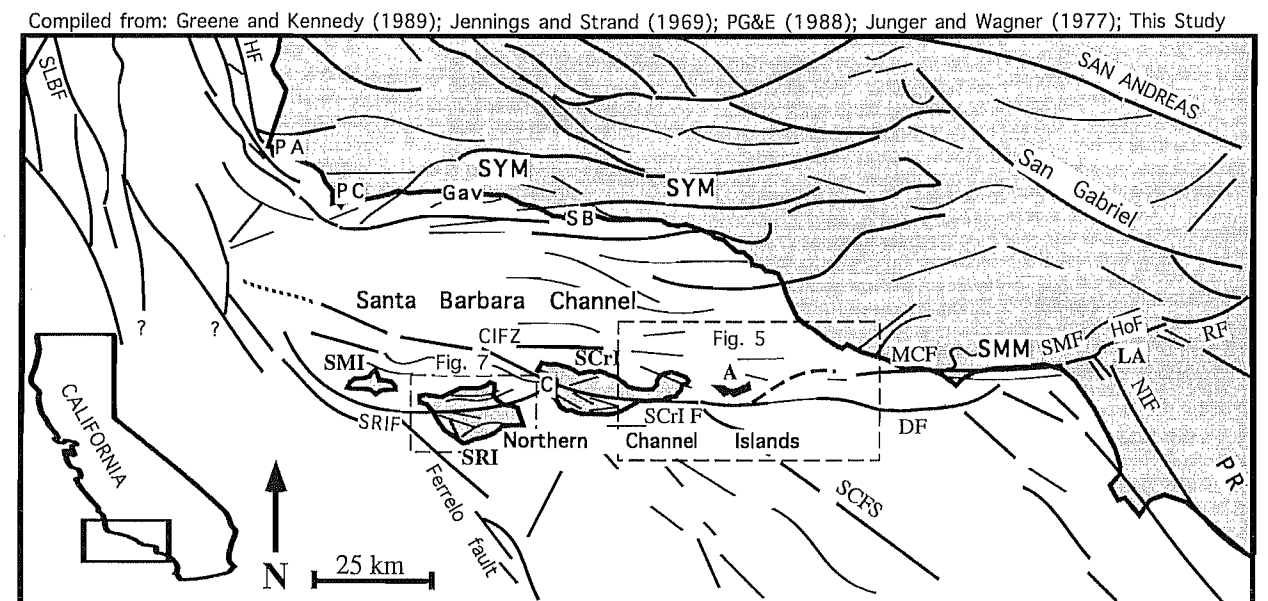 Compiled from: Greene and Kennedy (1989); Jennings and Strand (1969); PG&E (1988); Junger and Wagner (1977); This Study
SLBF
HF
SAN ANDREAS
PA
SYM
San Gabriel
PC
Gav
SYM
SB
Santa Barbara Channel
?
?
CIFZ
Fig. 5
HoF
RF
SMF
SMI
Fig. 7
SCrI
MCF
SMM
LA
A
C
NIF
CALIFORNIA
SRIF
SCrI F
DF
Northern Channel Islands
SRI
PR
Ferrelo fault
SCFS
N
25 km